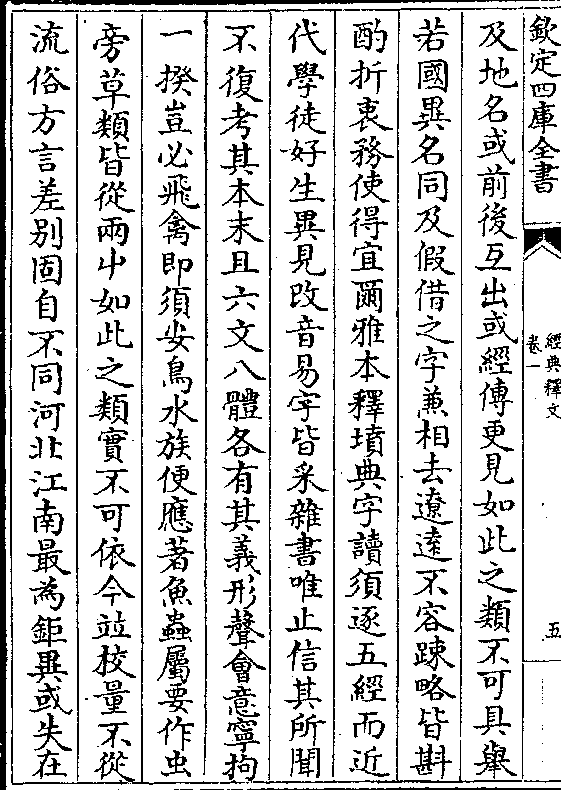 欽定四庫全書
經典釋文
卷一
五
及地名或前後互出或經傳更見如此之類不可具舉
若國異名同及假借之字兼相去遼遠不容踈略皆斟
酌折衷務使得宜爾雅本釋墳典字讀須逐五經而近
代學徒好生異見改音易字皆采雜書唯止信其所聞
不復考其本末且六文八體各有其義形聲會意寧拘
一揆豈必飛禽即須安鳥水族便應著魚蟲屬要作虫
旁草類皆從兩屮如此之類實不可依今並校量不從
流俗方言差别固自不同河北江南最為鉅異或失在